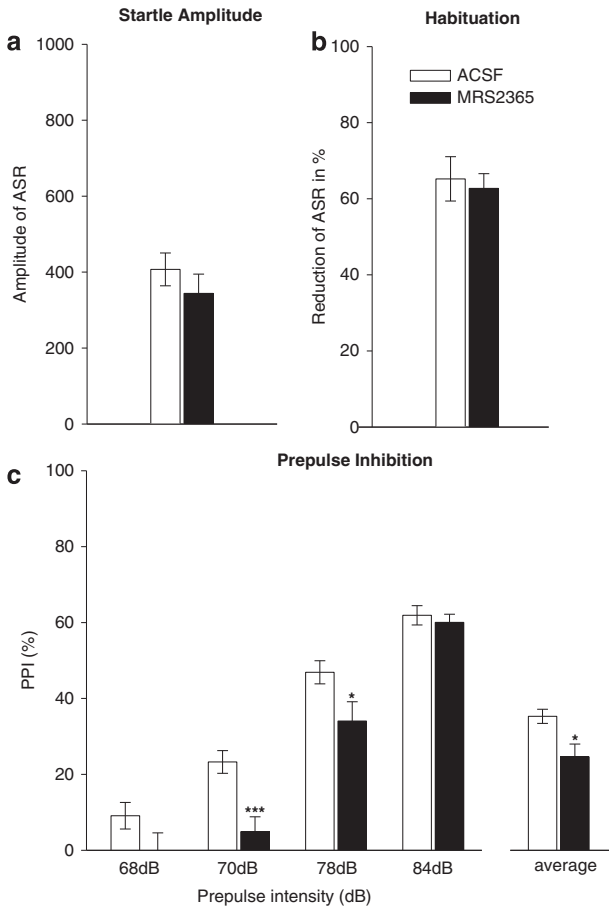 Startle Amplitude
a
1000
800
600
400
200
0
Amplitude of ASR
Habituation
b
100
80
60
40
20
0
Reduction of ASR in %
ACSF
MRS2365
Prepulse Inhibition
c
100
80
60
40
20
0
PPI (%)
***
*
*
68dB
70dB
78dB
84dB
average
Prepulse intensity (dB)